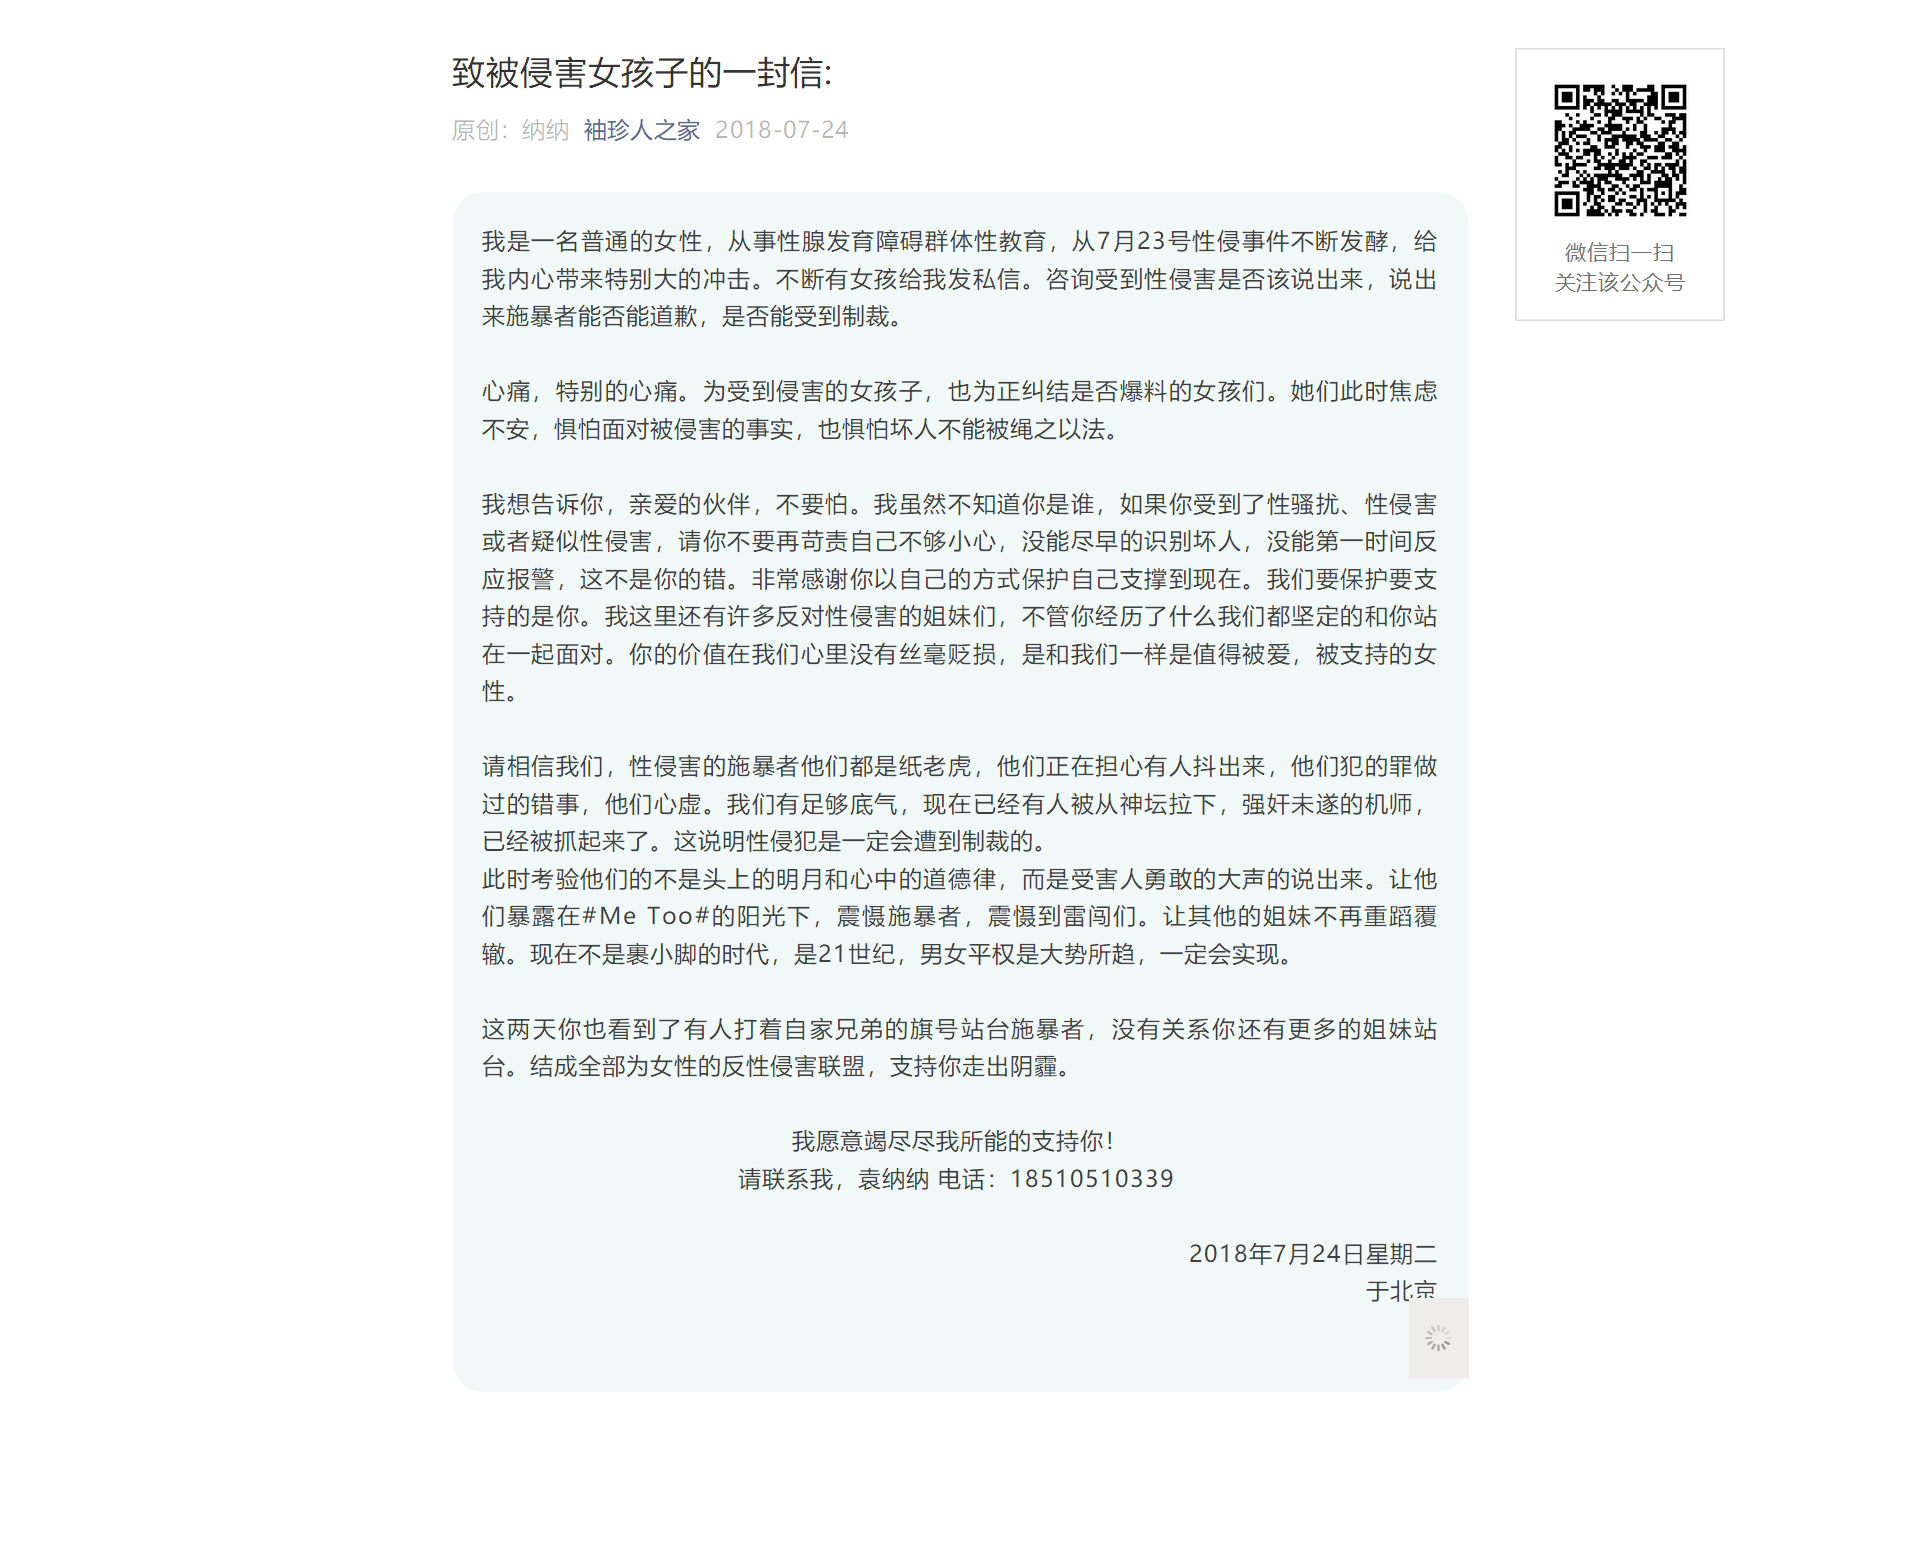 致被侵害女孩子的一封信:
原创：纳纳 袖珍人之家 2018-07-24
我是一名普通的女性，从事性腺发育障碍群体性教育，从7月23号性侵事件不断发酵，给
我内心带来特别大的冲击。不断有女孩给我发私信。咨询受到性侵害是否该说出来，说出
来施暴者能否能道歉，是否能受到制裁。
心痛，特别的心痛。为受到侵害的女孩子，也为正纠结是否爆料的女孩们。她们此时焦虑
不安，惧怕面对被侵害的事实，也惧怕坏人不能被绳之以法。
我想告诉你，亲爱的伙伴，不要怕。我虽然不知道你是谁，如果你受到了性骚扰、性侵害
或者疑似性侵害，请你不要再苛责自己不够小心，没能尽早的识别坏人，没能第一时间反
应报警，这不是你的错。非常感谢你以自己的方式保护自己支撑到现在。我们要保护要支
持的是你。我这里还有许多反对性侵害的姐妹们，不管你经历了什么我们都坚定的和你站
在一起面对。你的价值在我们心里没有丝毫贬损，是和我们一样是值得被爱，被支持的女
性。
请相信我们，性侵害的施暴者他们都是纸老虎，他们正在担心有人抖出来，他们犯的罪做
过的错事，他们心虚。我们有足够底气，现在已经有人被从神坛拉下，强奸未遂的机师，
已经被抓起来了。这说明性侵犯是一定会遭到制裁的。
此时考验他们的不是头上的明月和心中的道德律，而是受害人勇敢的大声的说出来。让他
们暴露在#Me Too#的阳光下，震慑施暴者，震慑到雷闯们。让其他的姐妹不再重蹈覆
辙。现在不是裹小脚的时代，是21世纪，男女平权是大势所趋，一定会实现。
这两天你也看到了有人打着自家兄弟的旗号站台施暴者，没有关系你还有更多的姐妹站
台。结成全部为女性的反性侵害联盟，支持你走出阴霾。
我愿意竭尽尽我所能的支持你！
请联系我，袁纳纳 电话：18510510339
2018年7月24日星期二
于北京
微信扫一扫
关注该公众号